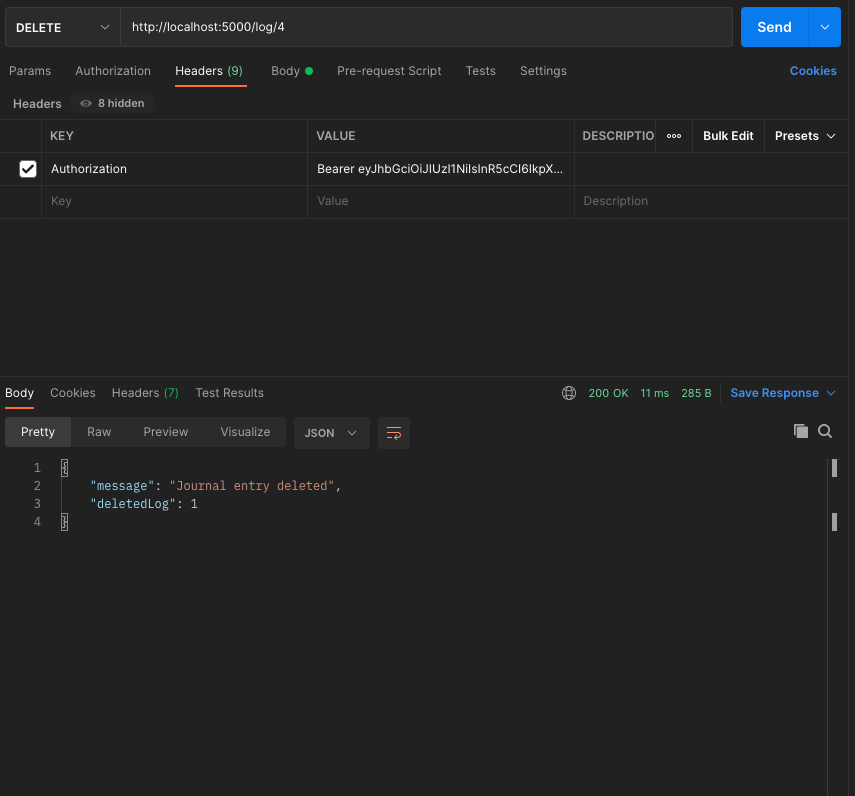 DELETE http://localhost:5000/log/4 Send
Params Authorization Headers (9) Body Pre-request Script Tests Settings Cookies
Headers 8 hidden
KEY VALUE DESCRIPTIO ooo Bulk Edit Presets
Authorization Bearer eyJhbGciOiJIUzI1NiIsInR5cCI6IkpX...
Key Value Description
Body Cookies Headers (7) Test Results 200 OK 11 ms 285 B Save Response
Pretty Raw Preview Visualize JSON
1 {
2 "message": "Journal entry deleted",
3 "deletedLog": 1
4 }